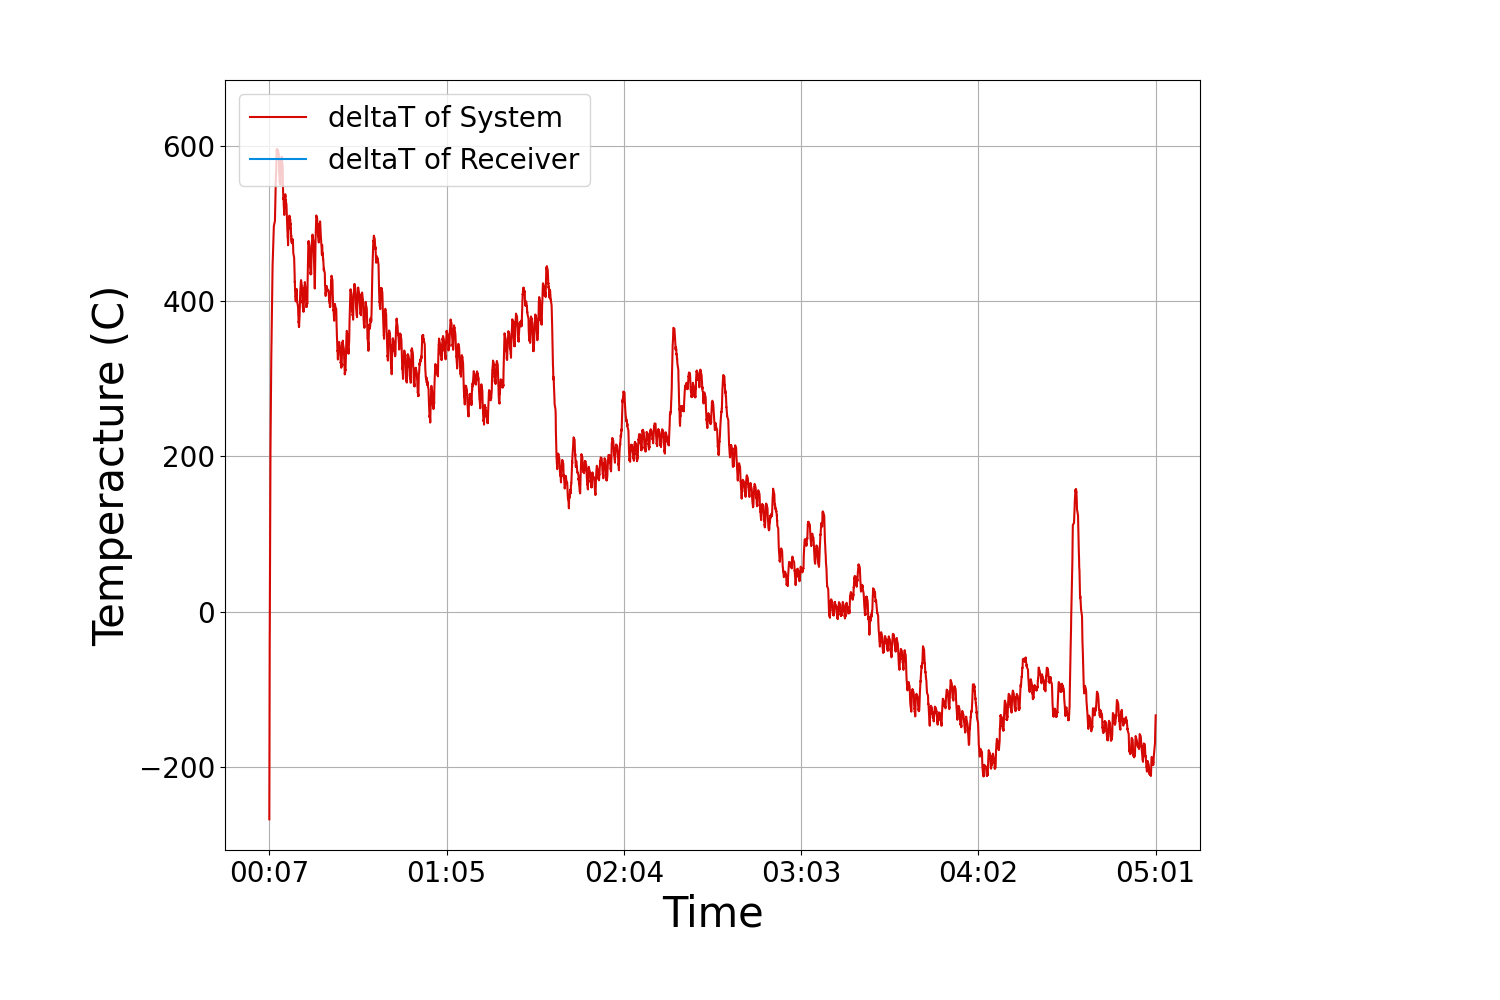 deltaT of System
deltaT of Receiver
600
400
200
0
−200
Temperacture (C)
00:07 01:05 02:04 03:03 04:02 05:01
Time